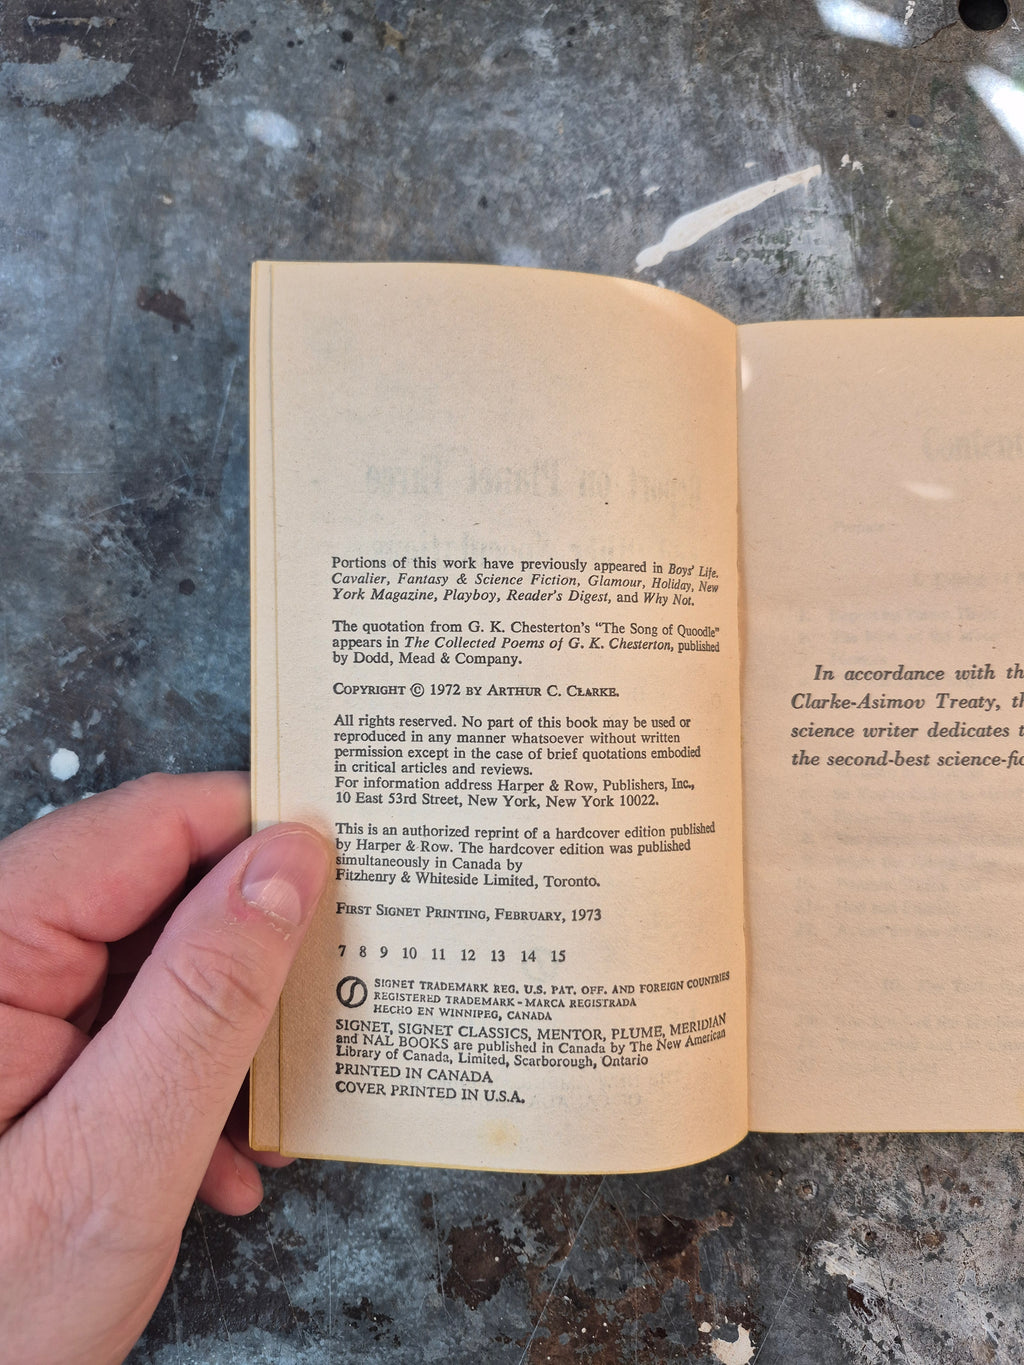 Portions of this work have previously appeared in Boys' Life,
Cavalier, Fantasy & Science Fiction, Glamour, Holiday, New
York Magazine, Playboy, Reader's Digest, and Why Not.
The quotation from G. K. Chesterton's "The Song of Quoodle"
appears in The Collected Poems of G. K. Chesterton, published
by Dodd, Mead & Company.
COPYRIGHT © 1972 BY ARTHUR C. CLARKE.
All rights reserved. No part of this book may be used or
reproduced in any manner whatsoever without written
permission except in the case of brief quotations embodied
in critical articles and reviews.
For information address Harper & Row, Publishers, Inc.,
10 East 53rd Street, New York, New York 10022.
This is an authorized reprint of a hardcover edition published
by Harper & Row. The hardcover edition was published
simultaneously in Canada by
Fitzhenry & Whiteside Limited, Toronto.
FIRST SIGNET PRINTING, FEBRUARY, 1973
7 8 9 10 11 12 13 14 15
SIGNET TRADEMARK REG. U.S. PAT. OFF. AND FOREIGN COUNTRIES
REGISTERED TRADEMARK - MARCA REGISTRADA
HECHO EN WINNIPEG, CANADA
SIGNET, SIGNET CLASSICS, MENTOR, PLUME, MERIDIAN
and NAL BOOKS are published in Canada by The New American
Library of Canada, Limited, Scarborough, Ontario
PRINTED IN CANADA
COVER PRINTED IN U.S.A.
In accordance with
Clarke-Asimov Treaty,
science writer dedicates
the second-best